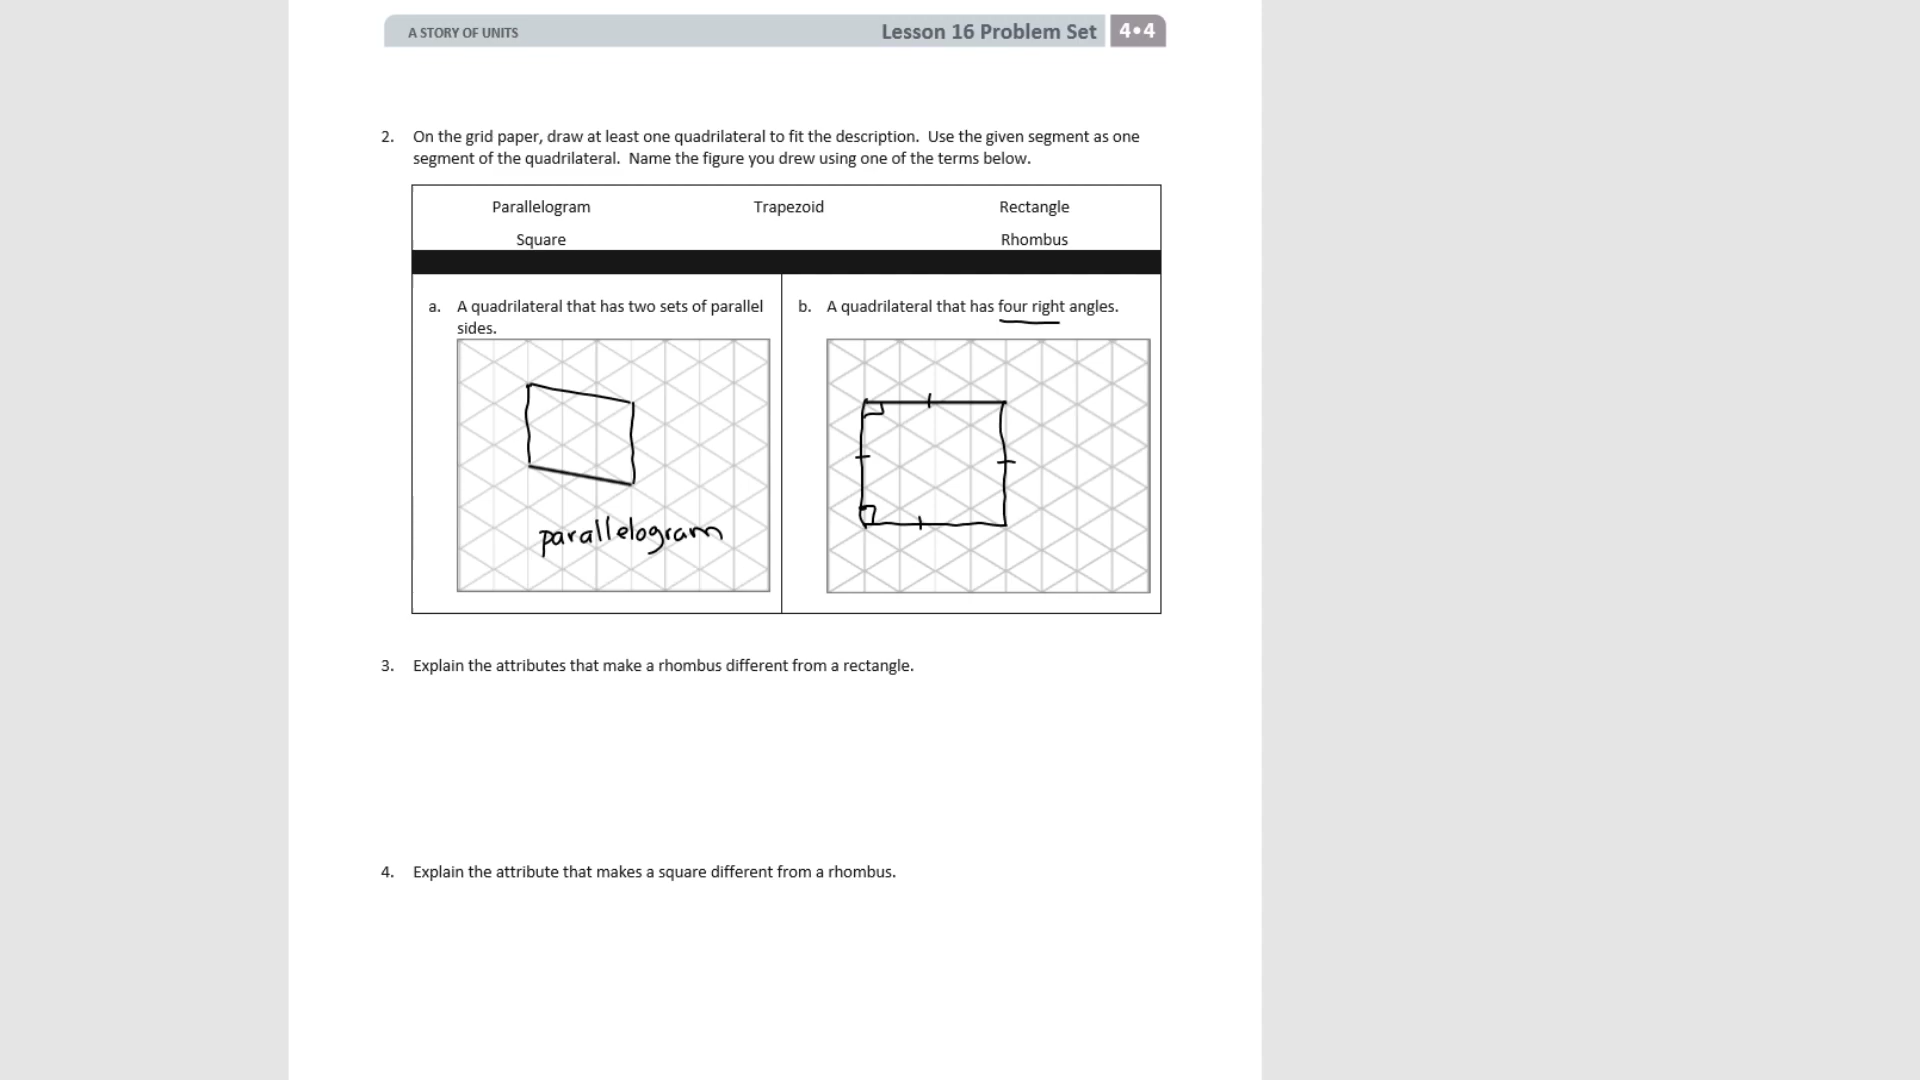 A STORY OF UNITS
Lesson 16 Problem Set 4•4
2. On the grid paper, draw at least one quadrilateral to fit the description. Use the given segment as one
segment of the quadrilateral. Name the figure you drew using one of the terms below.
Parallelogram Trapezoid Rectangle
Square Rhombus
a. A quadrilateral that has two sets of parallel
sides.
parallelogram
b. A quadrilateral that has four right angles.
3. Explain the attributes that make a rhombus different from a rectangle.
4. Explain the attribute that makes a square different from a rhombus.